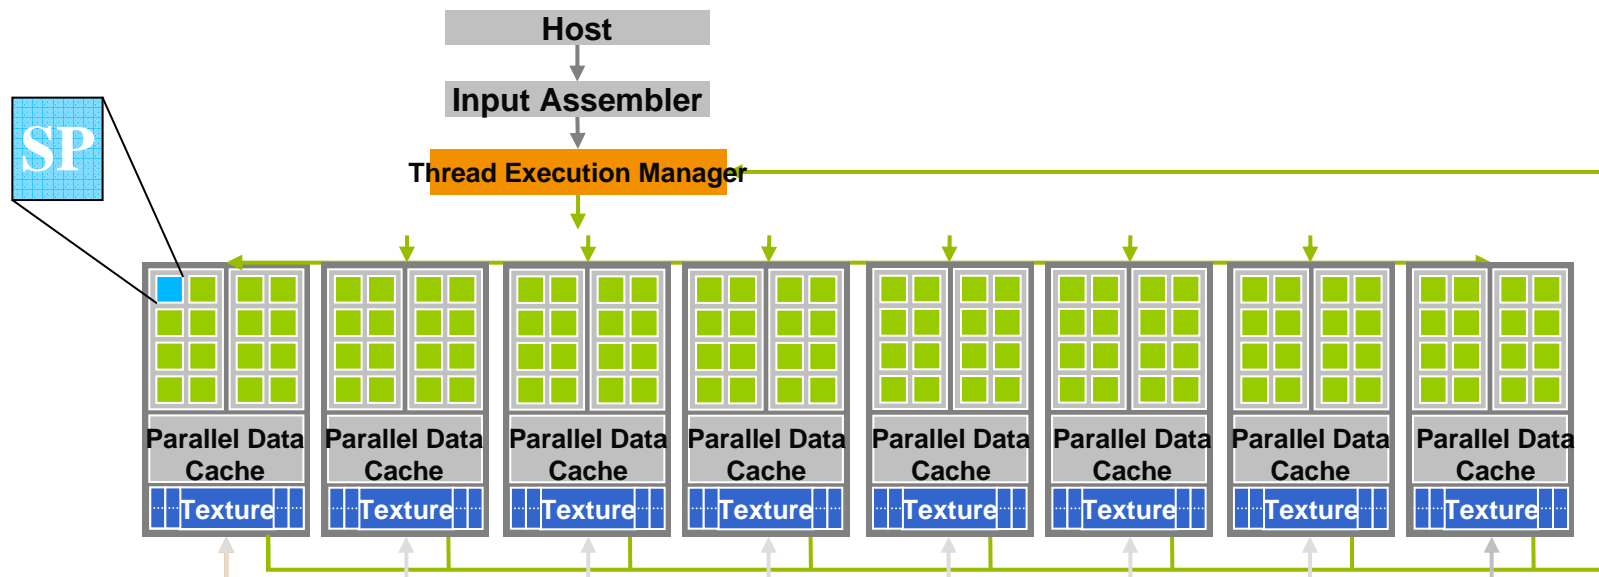 Host
Input Assembler
SP
Thread Execution Manager
Parallel Data Cache
Parallel Data Cache
Parallel Data Cache
Parallel Data Cache
Parallel Data Cache
Parallel Data Cache
Parallel Data Cache
Parallel Data Cache
Texture
Texture
Texture
Texture
Texture
Texture
Texture
Texture